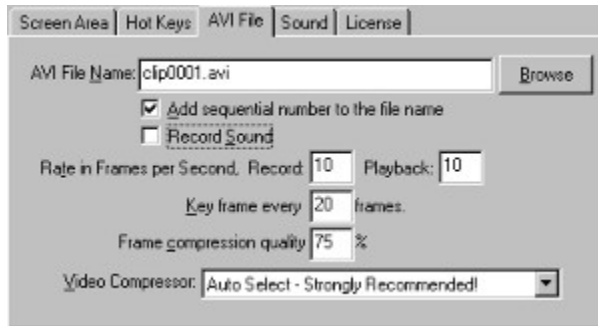 Screen Area Hot Keys AVI File Sound License
AVI File Name: clip0001.avi Browse
Add sequential number to the file name
Record Sound
Rate in Frames per Second, Record: 10 Playback: 10
Key frame every 20 frames.
Frame compression quality 75 %
Video Compressor: Auto Select - Strongly Recommended!